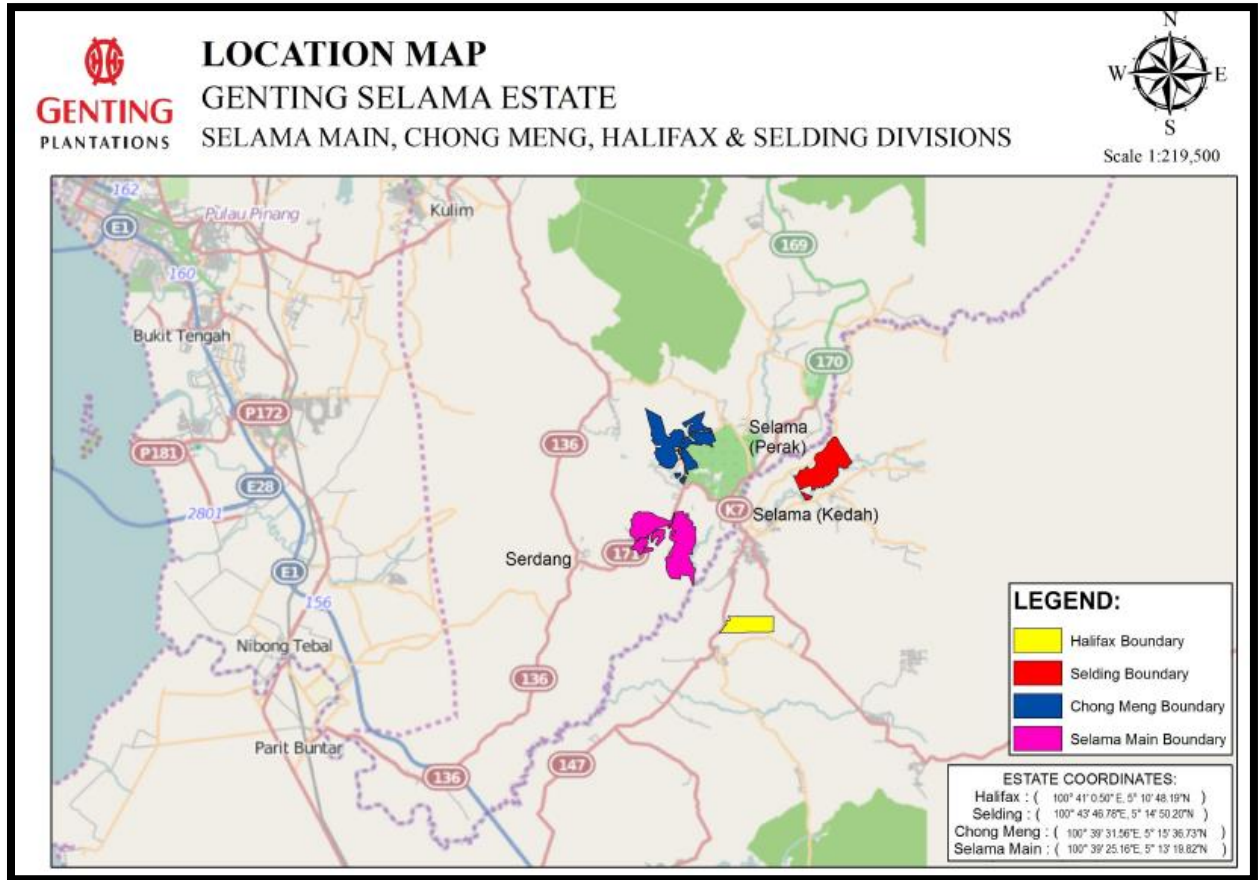 GENTING
PLANTATIONS
LOCATION MAP
GENTING SELAMA ESTATE
SELAMA MAIN, CHONG MENG, HALIFAX & SELDING DIVISIONS
N
W
E
S
Scale 1:219,500
162
Pulau Pinang
Kulim
E1
169
160
Bukit Tengah
170
P172
136
Selama
(Perak)
P181
E28
2801
K7
Selama (Kedah)
Serdang
171
E1
156
Nibong Tebal
136
Parit Buntar
136
147
LEGEND:
Halifax Boundary
Selding Boundary
Chong Meng Boundary
Selama Main Boundary
ESTATE COORDINATES:
Halifax : ( 100° 41' 0.50" E, 5° 10' 48.19"N )
Selding : ( 100° 43' 46.78"E, 5° 14' 50.20"N )
Chong Meng : ( 100° 39' 31.56"E, 5° 15' 36.73"N )
Selama Main : ( 100° 39' 25.16"E, 5° 13' 19.82"N )